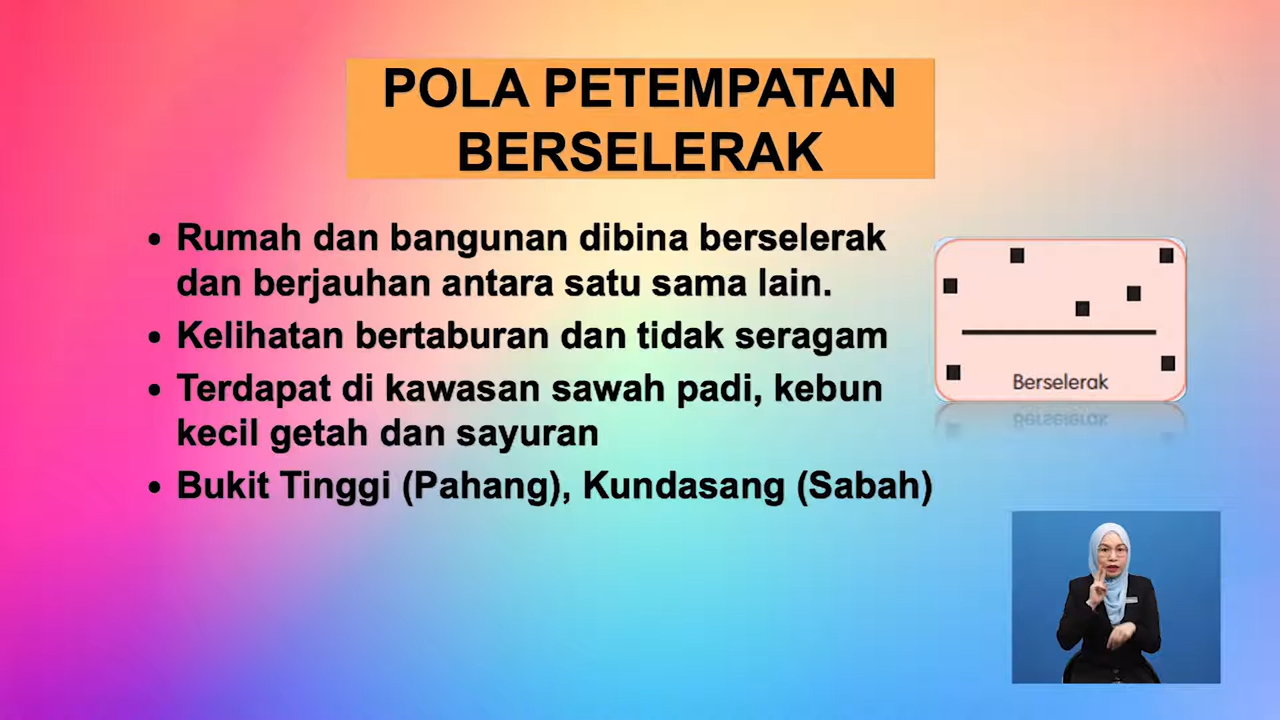 POLA PETEMPATAN
BERSELERAK
• Rumah dan bangunan dibina berselerak
dan berjauhan antara satu sama lain.
• Kelihatan bertaburan dan tidak seragam
• Terdapat di kawasan sawah padi, kebun
kecil getah dan sayuran
• Bukit Tinggi (Pahang), Kundasang (Sabah)
Berselerak